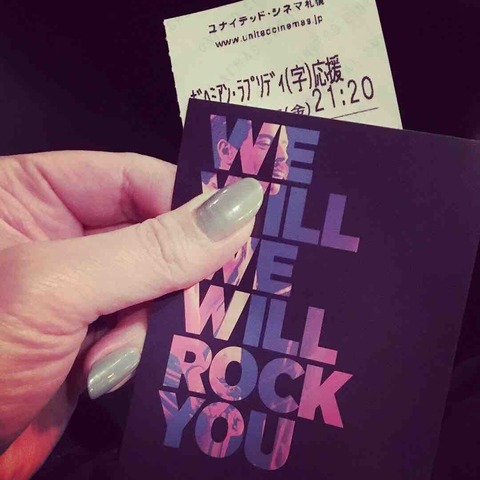 ユナイテッド・シネマ札幌
www.unitedcinemas.jp
ボヘミアン・ラプソディ(字)応援
(金)21:20
WE
WILL
WE
WILL
ROCK
YOU